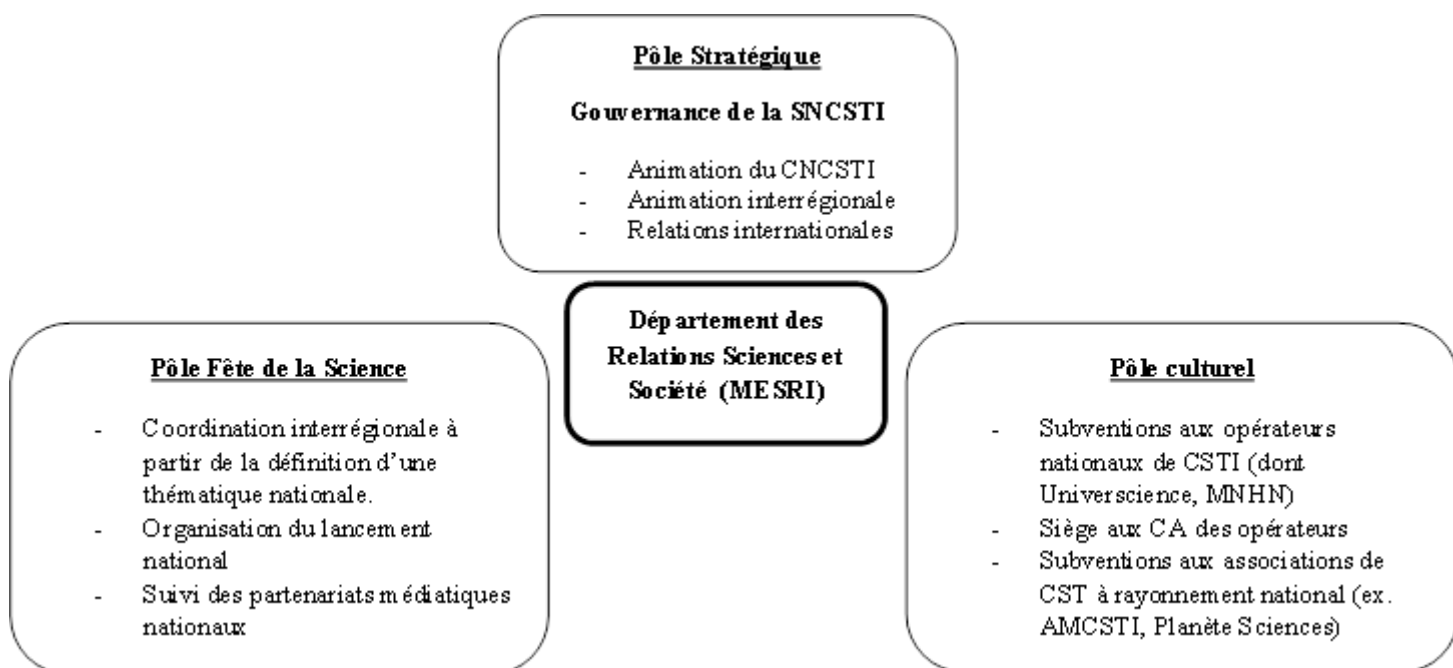 Pôle Stratégique
Gouvernance de la SNCSTI
- Animation du CNCSTI
- Animation interrégionale
- Relations internationales
Département des
Relations Sciences et
Société (MESRI)
Pôle Fête de la Science
- Coordination interrégionale à
partir de la définition d’une
thématique nationale.
- Organisation du lancement
national
- Suivi des partenariats médiatiques
nationaux
Pôle culturel
- Subventions aux opérateurs
nationaux de CSTI (dont
Universcience, MNHN)
- Siège aux CA des opérateurs
- Subventions aux associations de
CST à rayonnement national (ex.
AMCSTI, Planète Sciences)